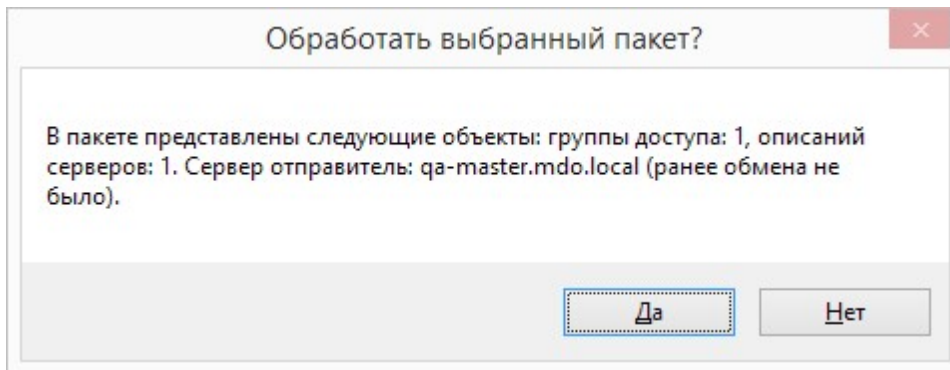 Обработать выбранный пакет?
В пакете представлены следующие объекты: группы доступа: 1, описаний
серверов: 1. Сервер отправитель: qa-master.mdo.local (ранее обмена не
было).
Да
Нет